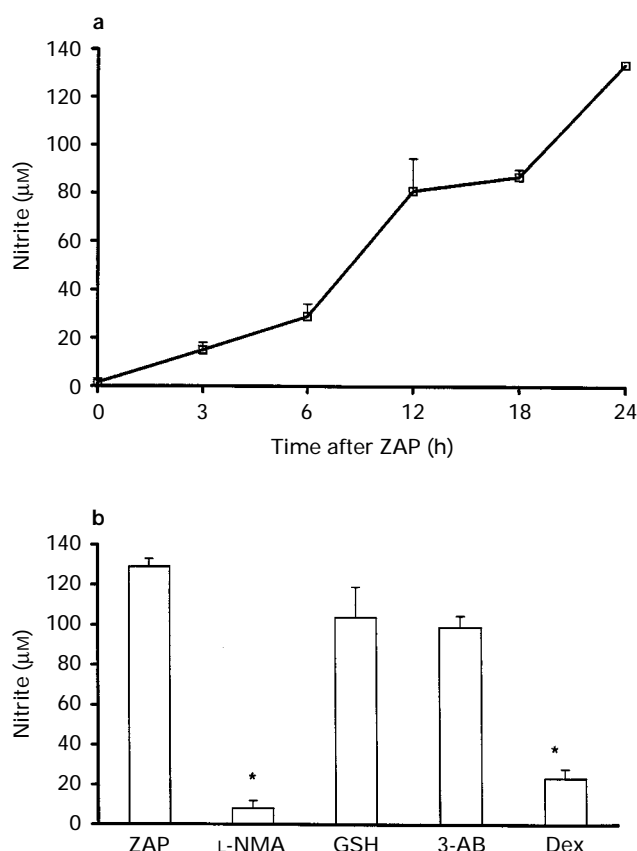 a
140
120
100
80
60
40
20
0
Nitrite (μM)
0 3 6 12 18 24
Time after ZAP (h)
b
140
120
100
80
60
40
20
0
Nitrite (μM)
* *
ZAP L-NMA GSH 3-AB Dex